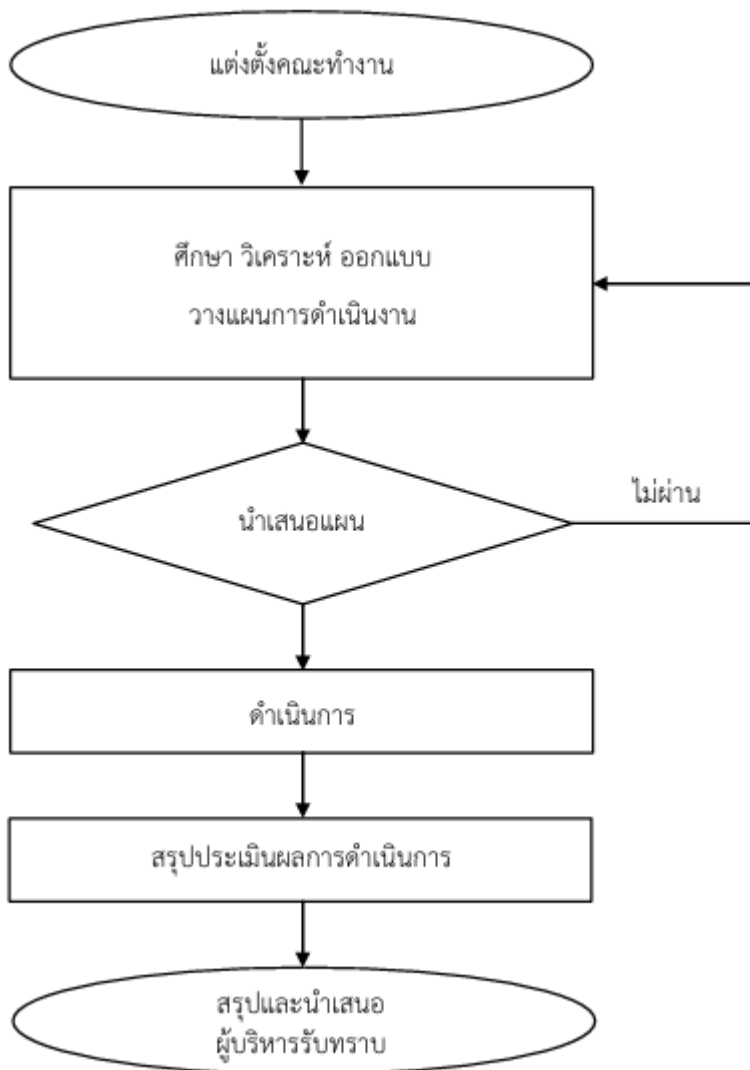 แต่งตั้งคณะทำงาน
ศึกษา วิเคราะห์ ออกแบบ
วางแผนการดำเนินงาน
ไม่ผ่าน
นำเสนอแผน
ดำเนินการ
สรุปประเมินผลการดำเนินการ
สรุปและนำเสนอ
ผู้บริหารรับทราบ